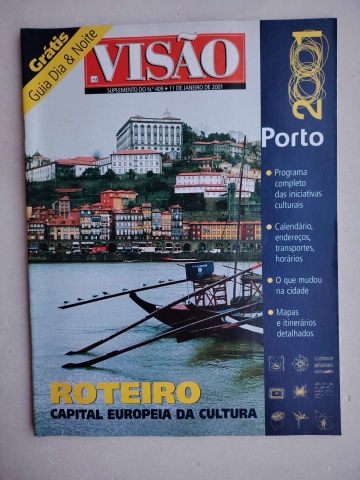 Grátis
Guia Dia & Noite
VISÃO
SUPLEMENTO DO N.º 409 • 11 DE JANEIRO DE 2001
2001
Porto
• Programa
completo
das iniciativas
culturais
• Calendário,
endereços,
transportes,
horários
• O que mudou
na cidade
• Mapas
e itinerários
detalhados
ROTEIRO
CAPITAL EUROPEIA DA CULTURA